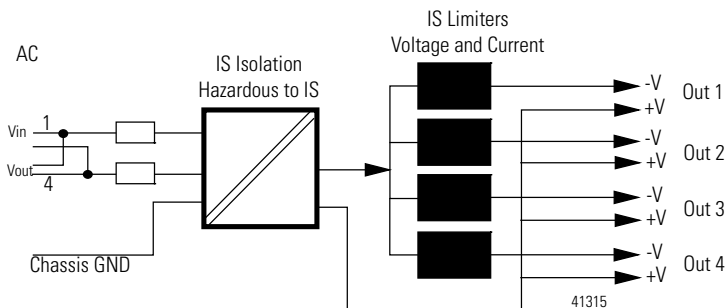 IS Limiters
Voltage and Current
AC
IS Isolation
Hazardous to IS
-V
Out 1
+V
Vin
1
-V
Out 2
+V
Vout
4
-V
Out 3
+V
-V
Out 4
+V
Chassis GND
41315